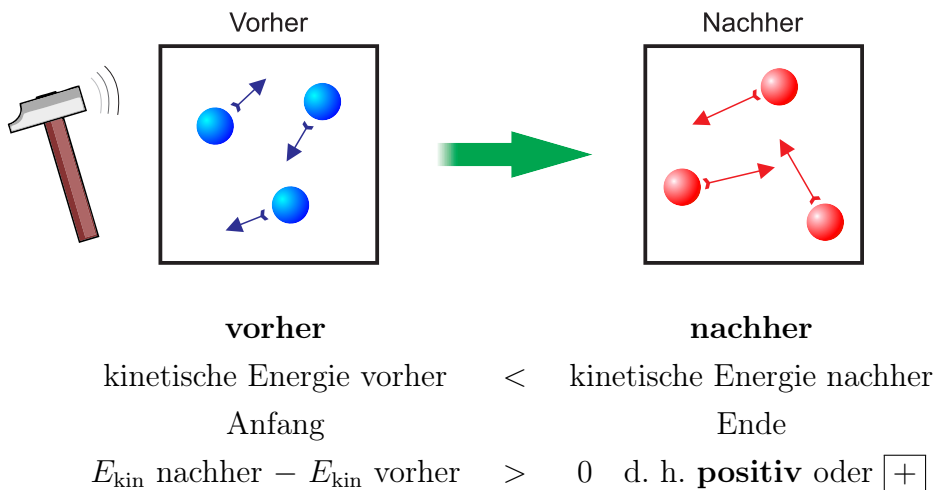 Vorher Nachher
vorher nachher
kinetische Energie vorher < kinetische Energie nachher
Anfang Ende
E_kin nachher − E_kin vorher > 0 d. h. positiv oder +